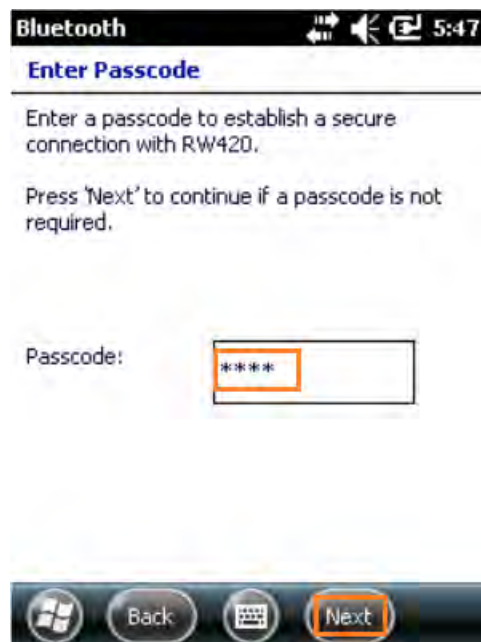 Bluetooth 5:47
Enter Passcode
Enter a passcode to establish a secure
connection with RW420.
Press 'Next' to continue if a passcode is not
required.
Passcode: ****
Back Next